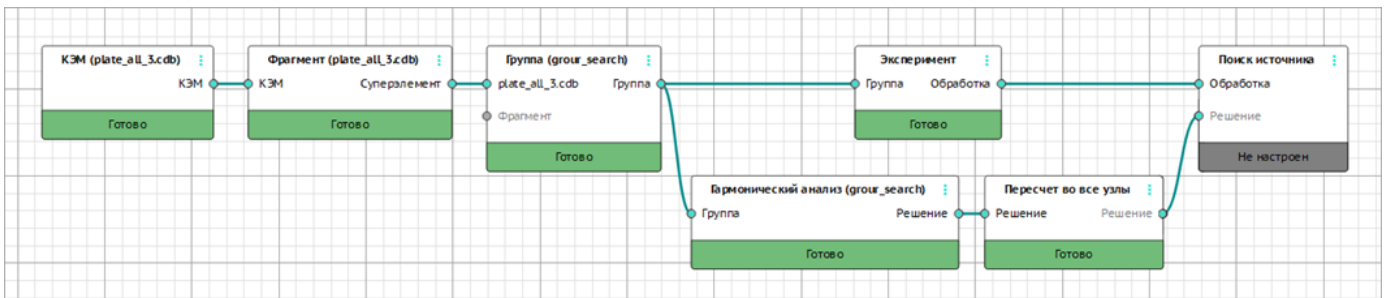 КЭМ (plate_all_3.cdb)
КЭМ
Готово
Фрагмент (plate_all_3.cdb)
КЭМ Суперэлемент
Готово
Группа (grour_search)
plate_all_3.cdb Группа
Фрагмент
Готово
Эксперимент
Группа Обработка
Готово
Поиск источника
Обработка
Решение
Не настроен
Гармонический анализ (grour_search)
Группа Решение
Готово
Пересчет во все узлы
Решение Решение
Готово